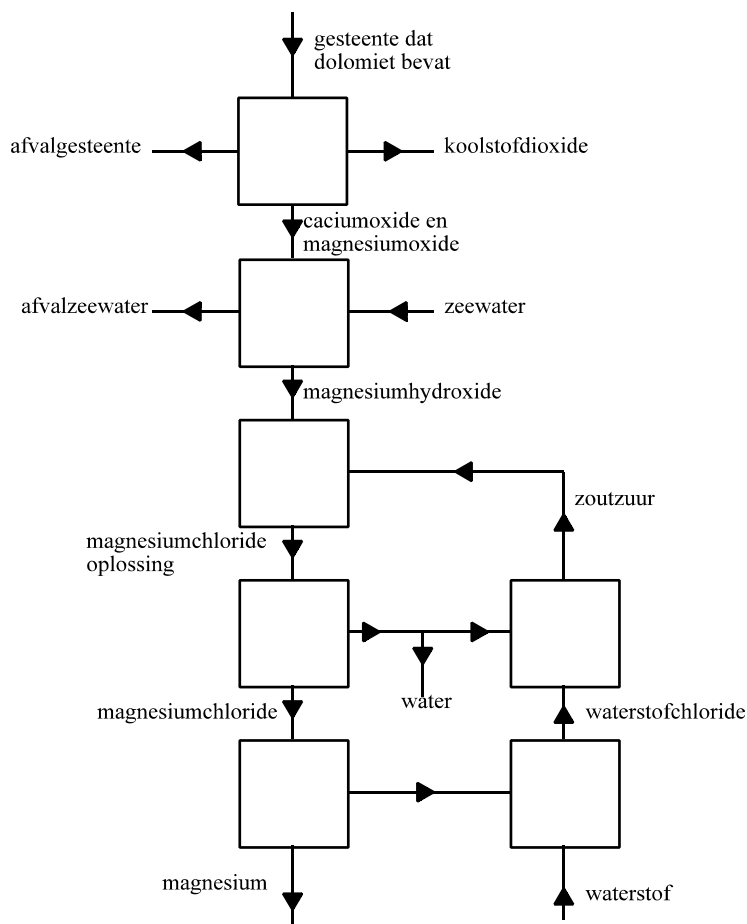 gesteente dat
dolomiet bevat
afvalgesteente
koolstofdioxide
caciumoxide en
magnesiumoxide
afvalzeewater
zeewater
magnesiumhydroxide
zoutzuur
magnesiumchloride
oplossing
water
magnesiumchloride
waterstofchloride
magnesium
waterstof